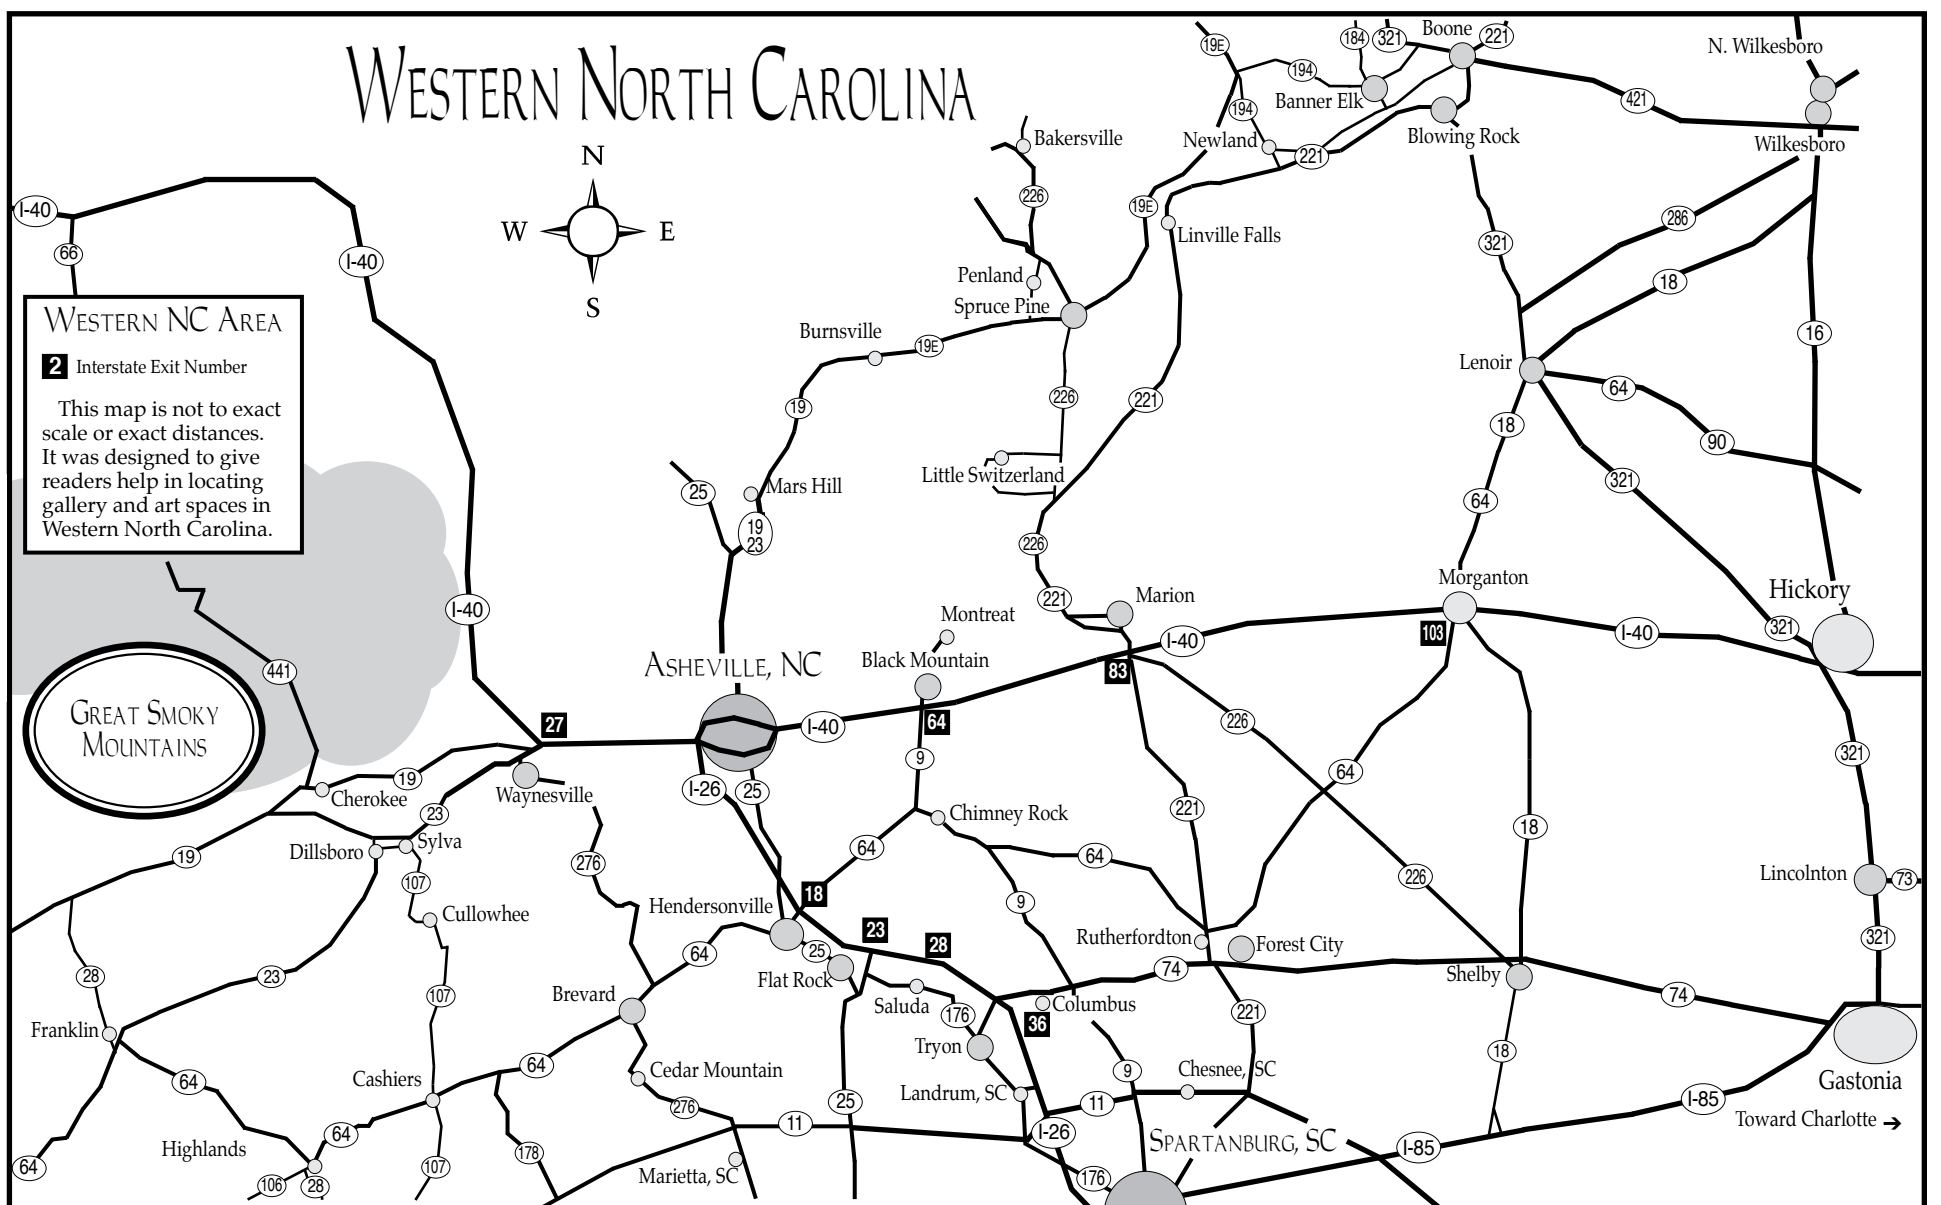 WESTERN NORTH CAROLINA
N
W
E
S
WESTERN NC AREA
2 Interstate Exit Number
This map is not to exact
scale or exact distances.
It was designed to give
readers help in locating
gallery and art spaces in
Western North Carolina.
GREAT SMOKY
MOUNTAINS
I-40
66
I-40
I-40
441
27
19E
184
321
Boone
221
N. Wilkesboro
194
Banner Elk
194
421
Newland
221
Blowing Rock
Wilkesboro
Bakersville
226
19E
Linville Falls
286
321
Penland
Spruce Pine
18
Burnsville
19E
16
Lenoir
64
19
226
221
18
90
Little Switzerland
321
25
Mars Hill
64
19
23
226
Morganton
Hickory
221
Marion
Montreat
321
I-40
103
I-40
ASHEVILLE, NC
Black Mountain
83
64
I-40
226
9
321
64
19
Cherokee
Waynesville
I-26
25
23
Chimney Rock
221
18
Dillsboro
Sylva
19
276
64
64
107
226
Lincolnton
73
18
Hendersonville
9
Cullowhee
23
28
Rutherfordton
Forest City
321
64
25
Flat Rock
74
Shelby
28
23
107
Brevard
Saluda
176
Columbus
36
221
74
Franklin
Tryon
18
64
Cashiers
64
Cedar Mountain
9
Chesnee, SC
Gastonia
276
25
Landrum, SC
11
I-85
11
I-26
Toward Charlotte ➔
Highlands
64
178
SPARTANBURG, SC
I-85
64
107
Marietta, SC
176
106
28